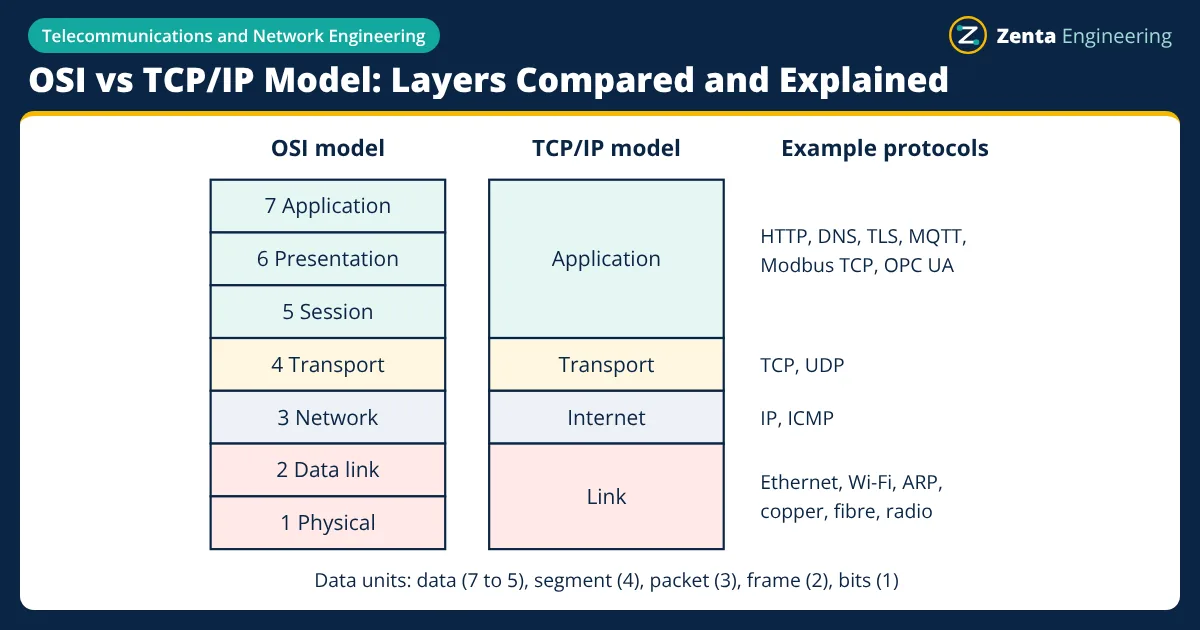 Telecommunications and Network Engineering
Zenta Engineering
OSI vs TCP/IP Model: Layers Compared and Explained
OSI model
TCP/IP model
Example protocols
7 Application
6 Presentation
5 Session
4 Transport
3 Network
2 Data link
1 Physical
Application
Transport
Internet
Link
HTTP, DNS, TLS, MQTT,
Modbus TCP, OPC UA
TCP, UDP
IP, ICMP
Ethernet, Wi-Fi, ARP,
copper, fibre, radio
Data units: data (7 to 5), segment (4), packet (3), frame (2), bits (1)